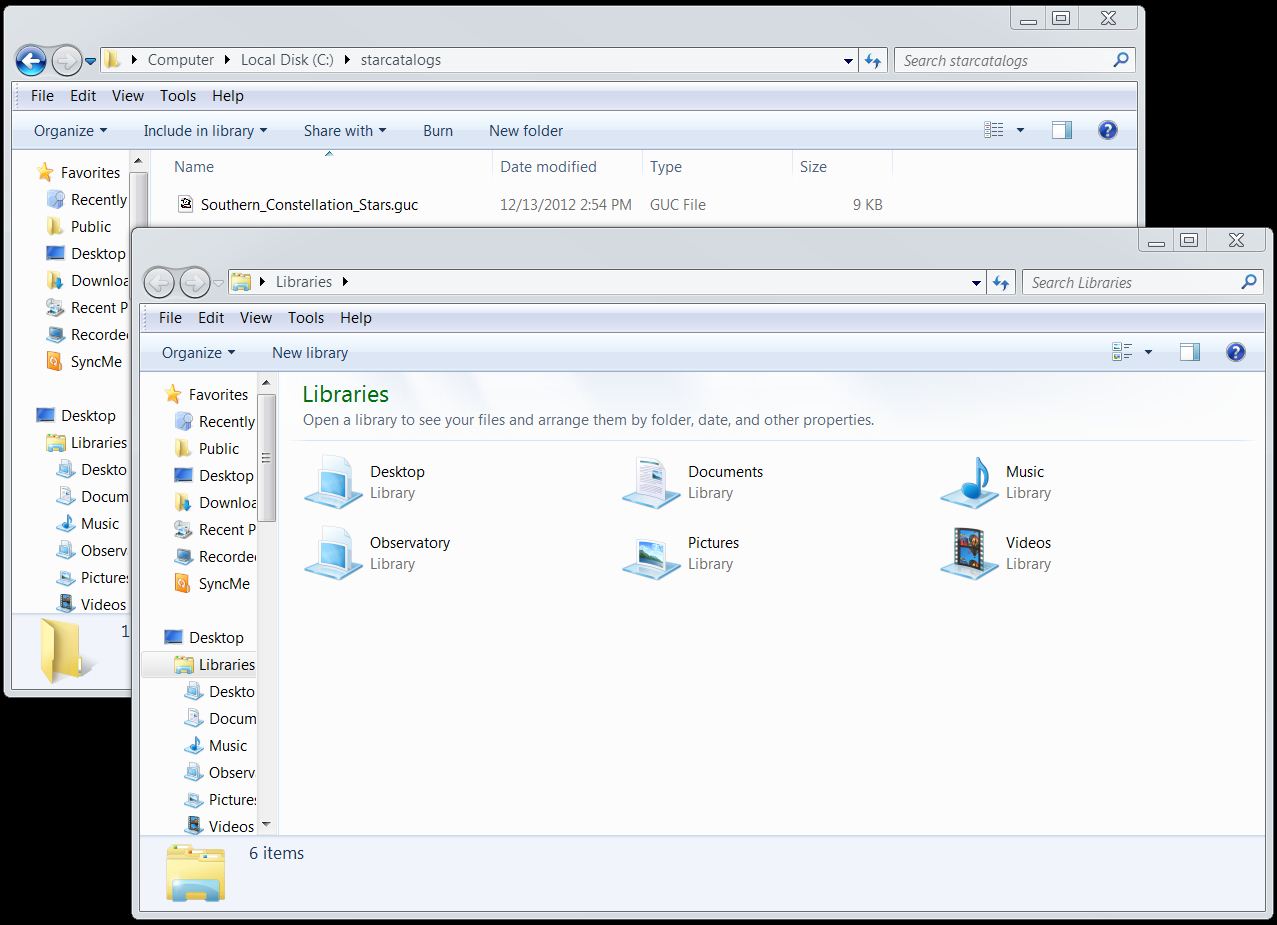 Computer Local Disk (C:) starcatalogs Search starcatalogs
File Edit View Tools Help
Organize Include in library Share with Burn New folder
Name Date modified Type Size
Southern_Constellation_Stars.guc 12/13/2012 2:54 PM GUC File 9 KB
Favorites
Recently
Public
Desktop
Downloa
Recent P
Recorde
SyncMe
Desktop
Libraries
Deskto
Docum
Music
Observ
Pictures
Videos
1
Libraries Search Libraries
File Edit View Tools Help
Organize New library
Favorites
Recently
Public
Desktop
Downloa
Recent P
Recorde
SyncMe
Desktop
Libraries
Deskto
Docum
Music
Observ
Pictures
Videos
Libraries
Open a library to see your files and arrange them by folder, date, and other properties.
Desktop
Library
Documents
Library
Music
Library
Observatory
Library
Pictures
Library
Videos
Library
6 items